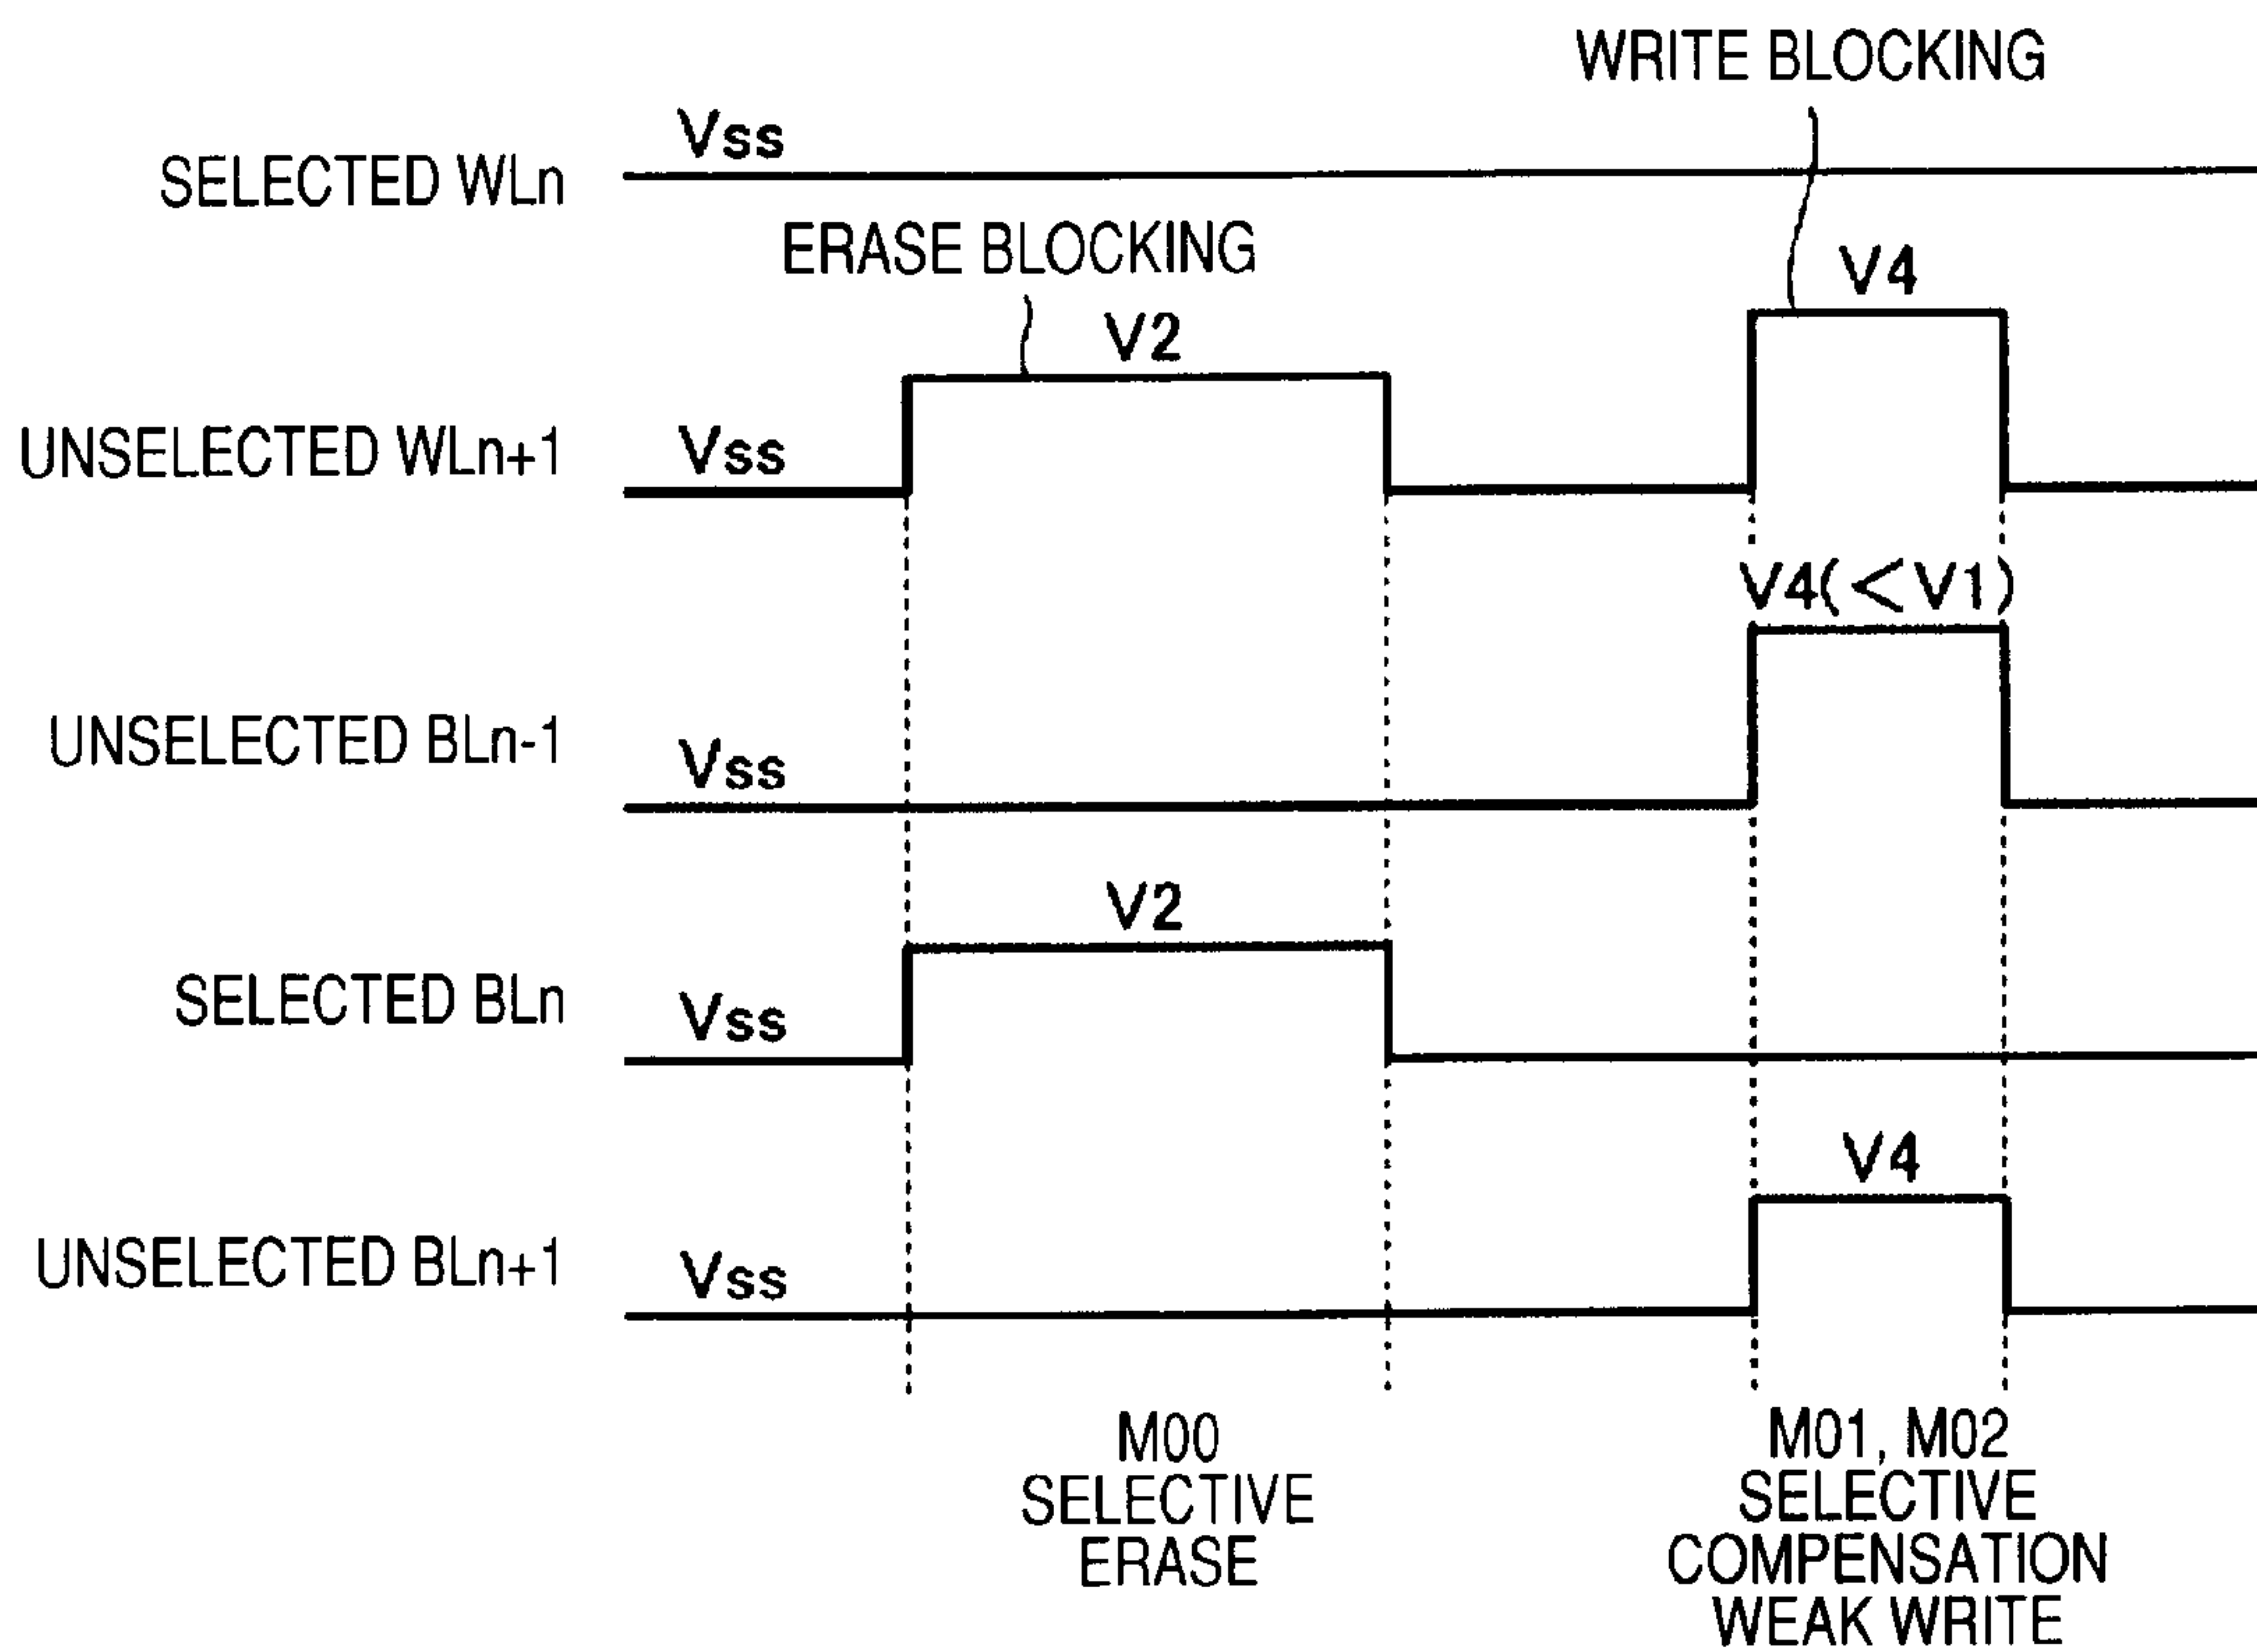 WRITE BLOCKING
Vss
SELECTED WLn
ERASE BLOCKING
V4
V2
UNSELECTED WLn+1
Vss
V4(<V1)
UNSELECTED BLn-1
Vss
V2
SELECTED BLn
Vss
V4
UNSELECTED BLn+1
Vss
M00
SELECTIVE
ERASE
M01, M02
SELECTIVE
COMPENSATION
WEAK WRITE